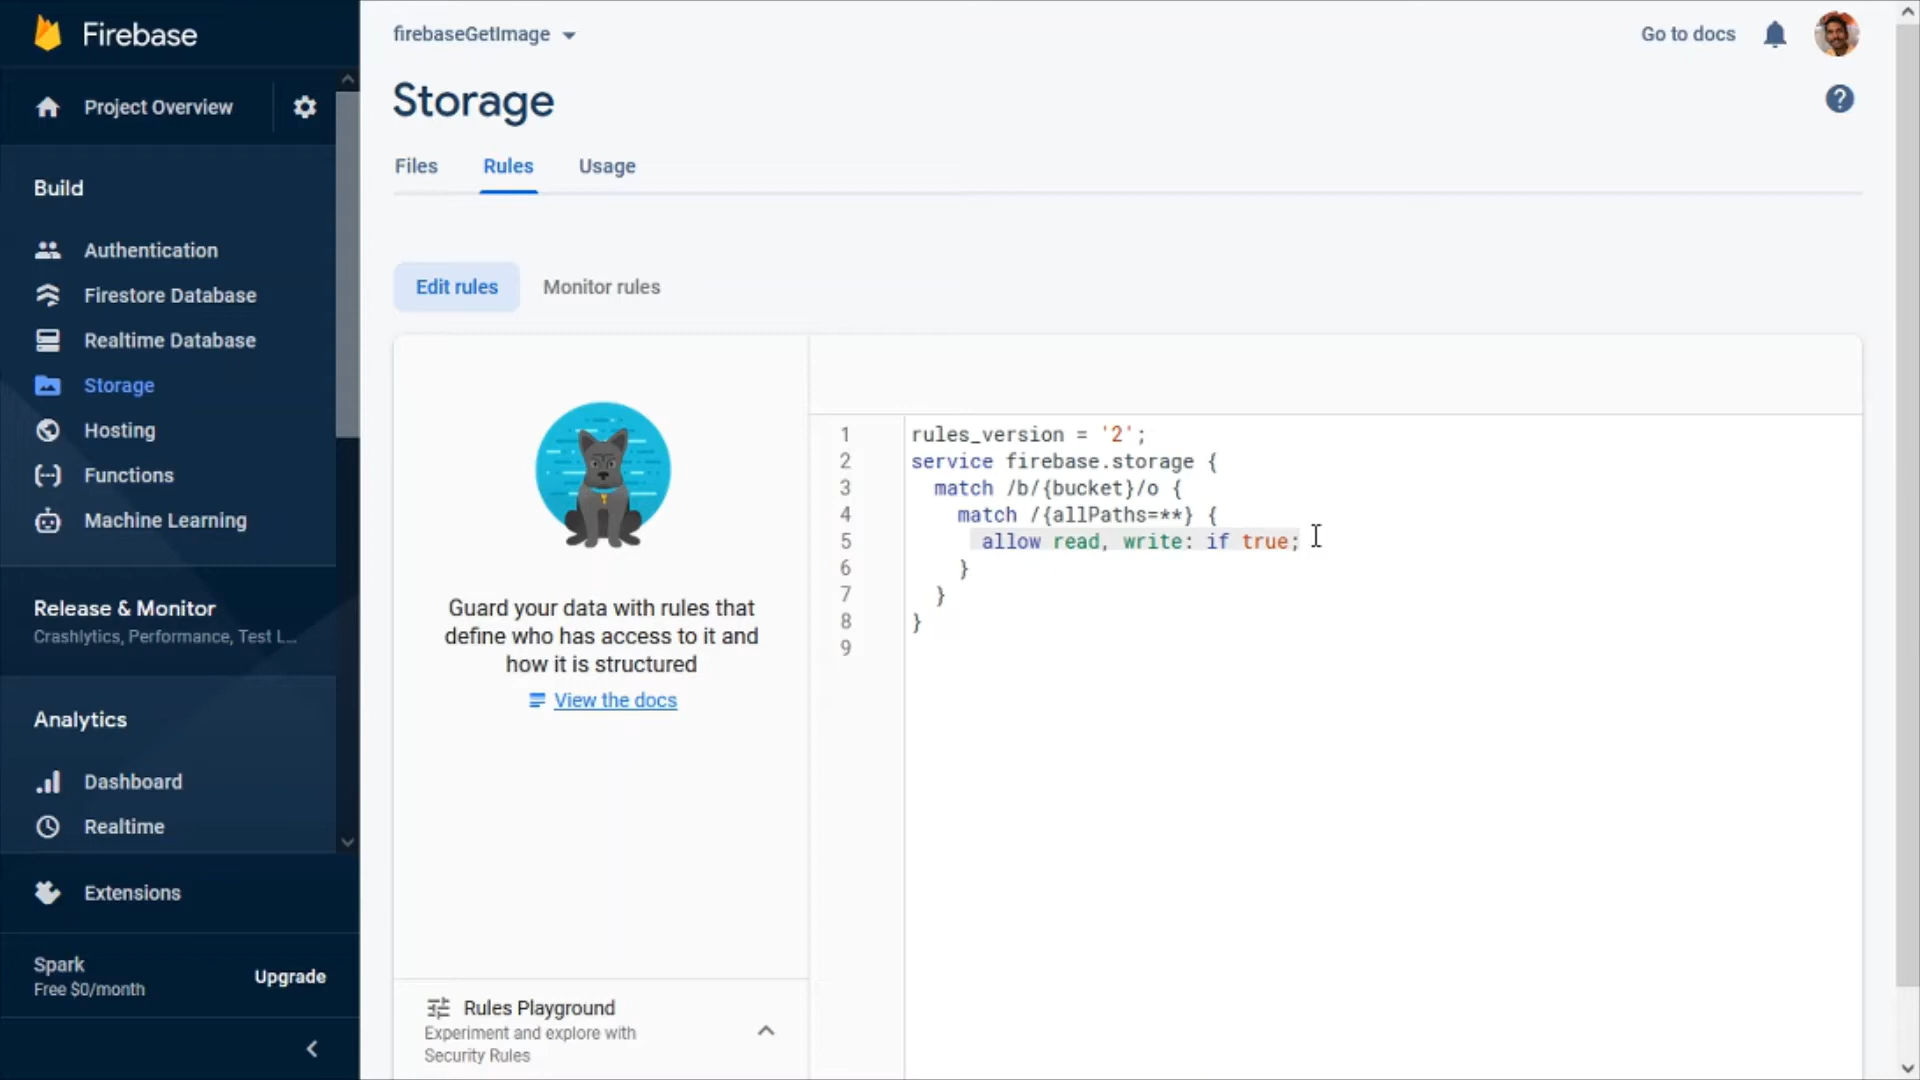 Firebase
Project Overview
Build
Authentication
Firestore Database
Realtime Database
Storage
Hosting
Functions
Machine Learning
Release & Monitor
Crashlytics, Performance, Test L...
Analytics
Dashboard
Realtime
Extensions
Spark
Free $0/month
Upgrade
firebaseGetImage
Go to docs
Storage
Files Rules Usage
Edit rules Monitor rules
Guard your data with rules that
define who has access to it and
how it is structured
View the docs
Rules Playground
Experiment and explore with
Security Rules
1 rules_version = '2';
2 service firebase.storage {
3 match /b/{bucket}/o {
4 match /{allPaths=**} {
5 allow read, write: if true;
6 }
7 }
8 }
9